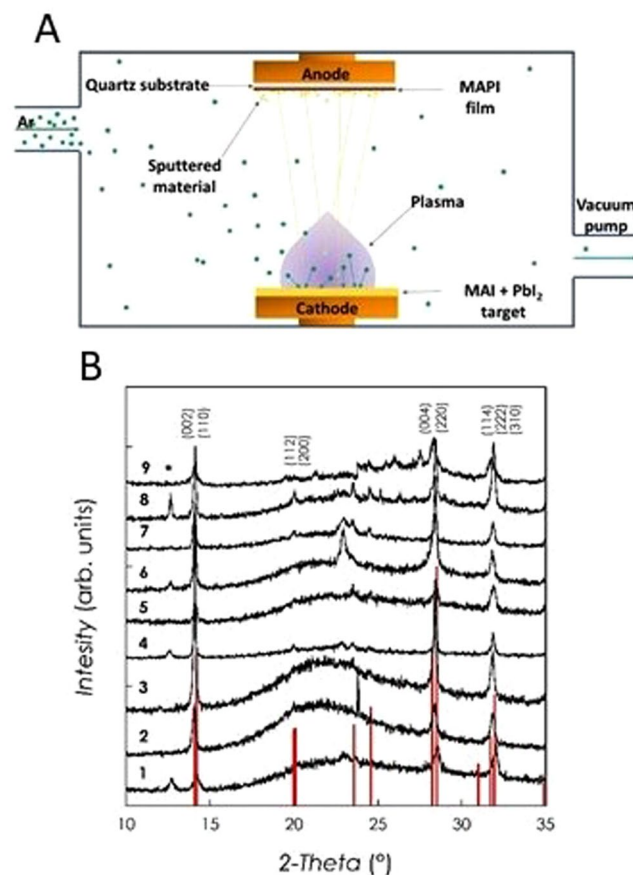 A
Anode
Quartz substrate
MAPI
film
Ar
Sputtered
material
Plasma
Vacuum
pump
MAI + PbI₂
target
Cathode
B
(002)
(110)
(112)
(200)
(004)
(220)
(114)
(222)
(310)
9
8
7
6
5
4
3
2
1
Intesity (arb. units)
10 15 20 25 30 35
2-Theta (°)